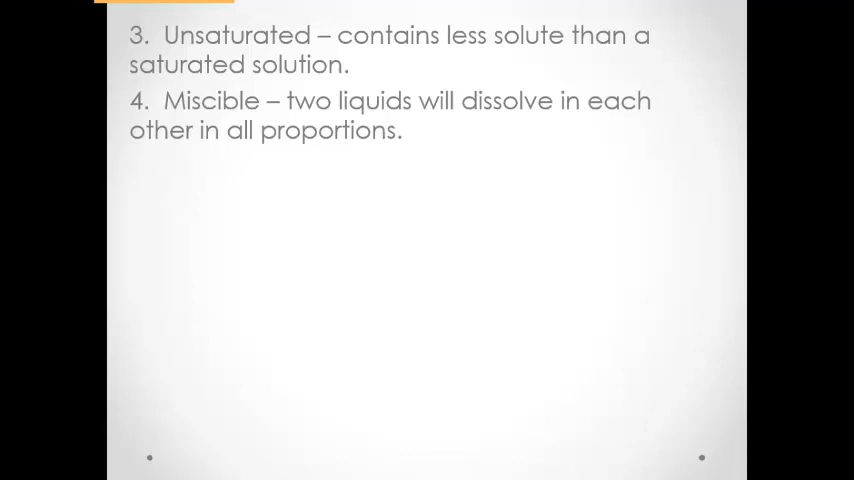 3. Unsaturated – contains less solute than a
saturated solution.
4. Miscible – two liquids will dissolve in each
other in all proportions.